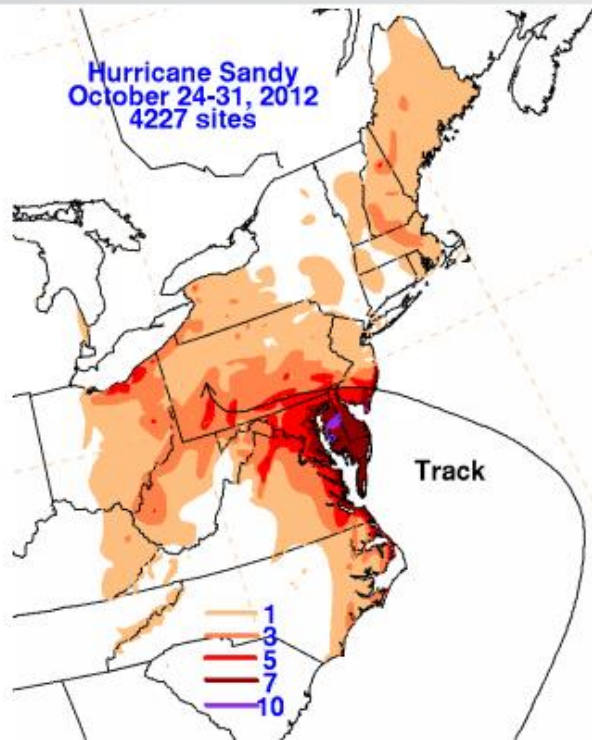 Hurricane Sandy
October 24-31, 2012
4227 sites
Track
1
3
5
7
10